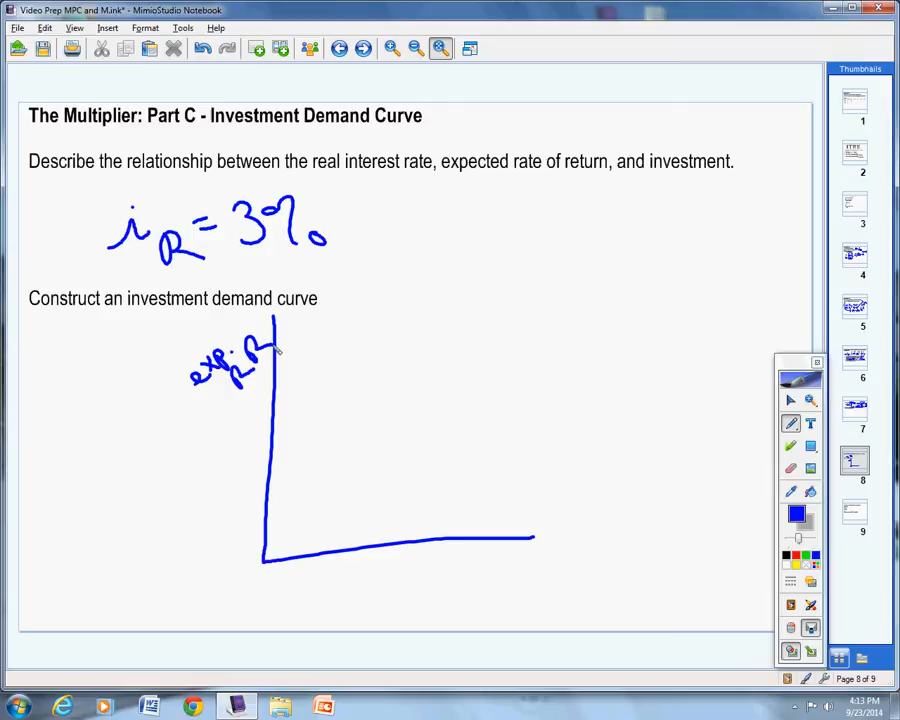 Video Prep MPC and M.ink* - MimioStudio Notebook
File Edit View Insert Format Tools Help
Thumbnails
The Multiplier: Part C - Investment Demand Curve
Describe the relationship between the real interest rate, expected rate of return, and investment.
i R = 3%
Construct an investment demand curve
exp. R
R
1
2
3
4
5
6
7
8
9
Page 8 of 9
4:13 PM
9/23/2014